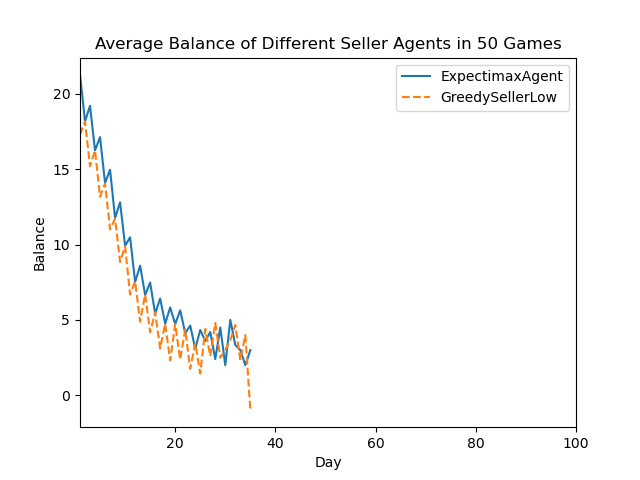 Average Balance of Different Seller Agents in 50 Games
ExpectimaxAgent
GreedySellerLow
Balance
20
15
10
5
0
20 40 60 80 100
Day